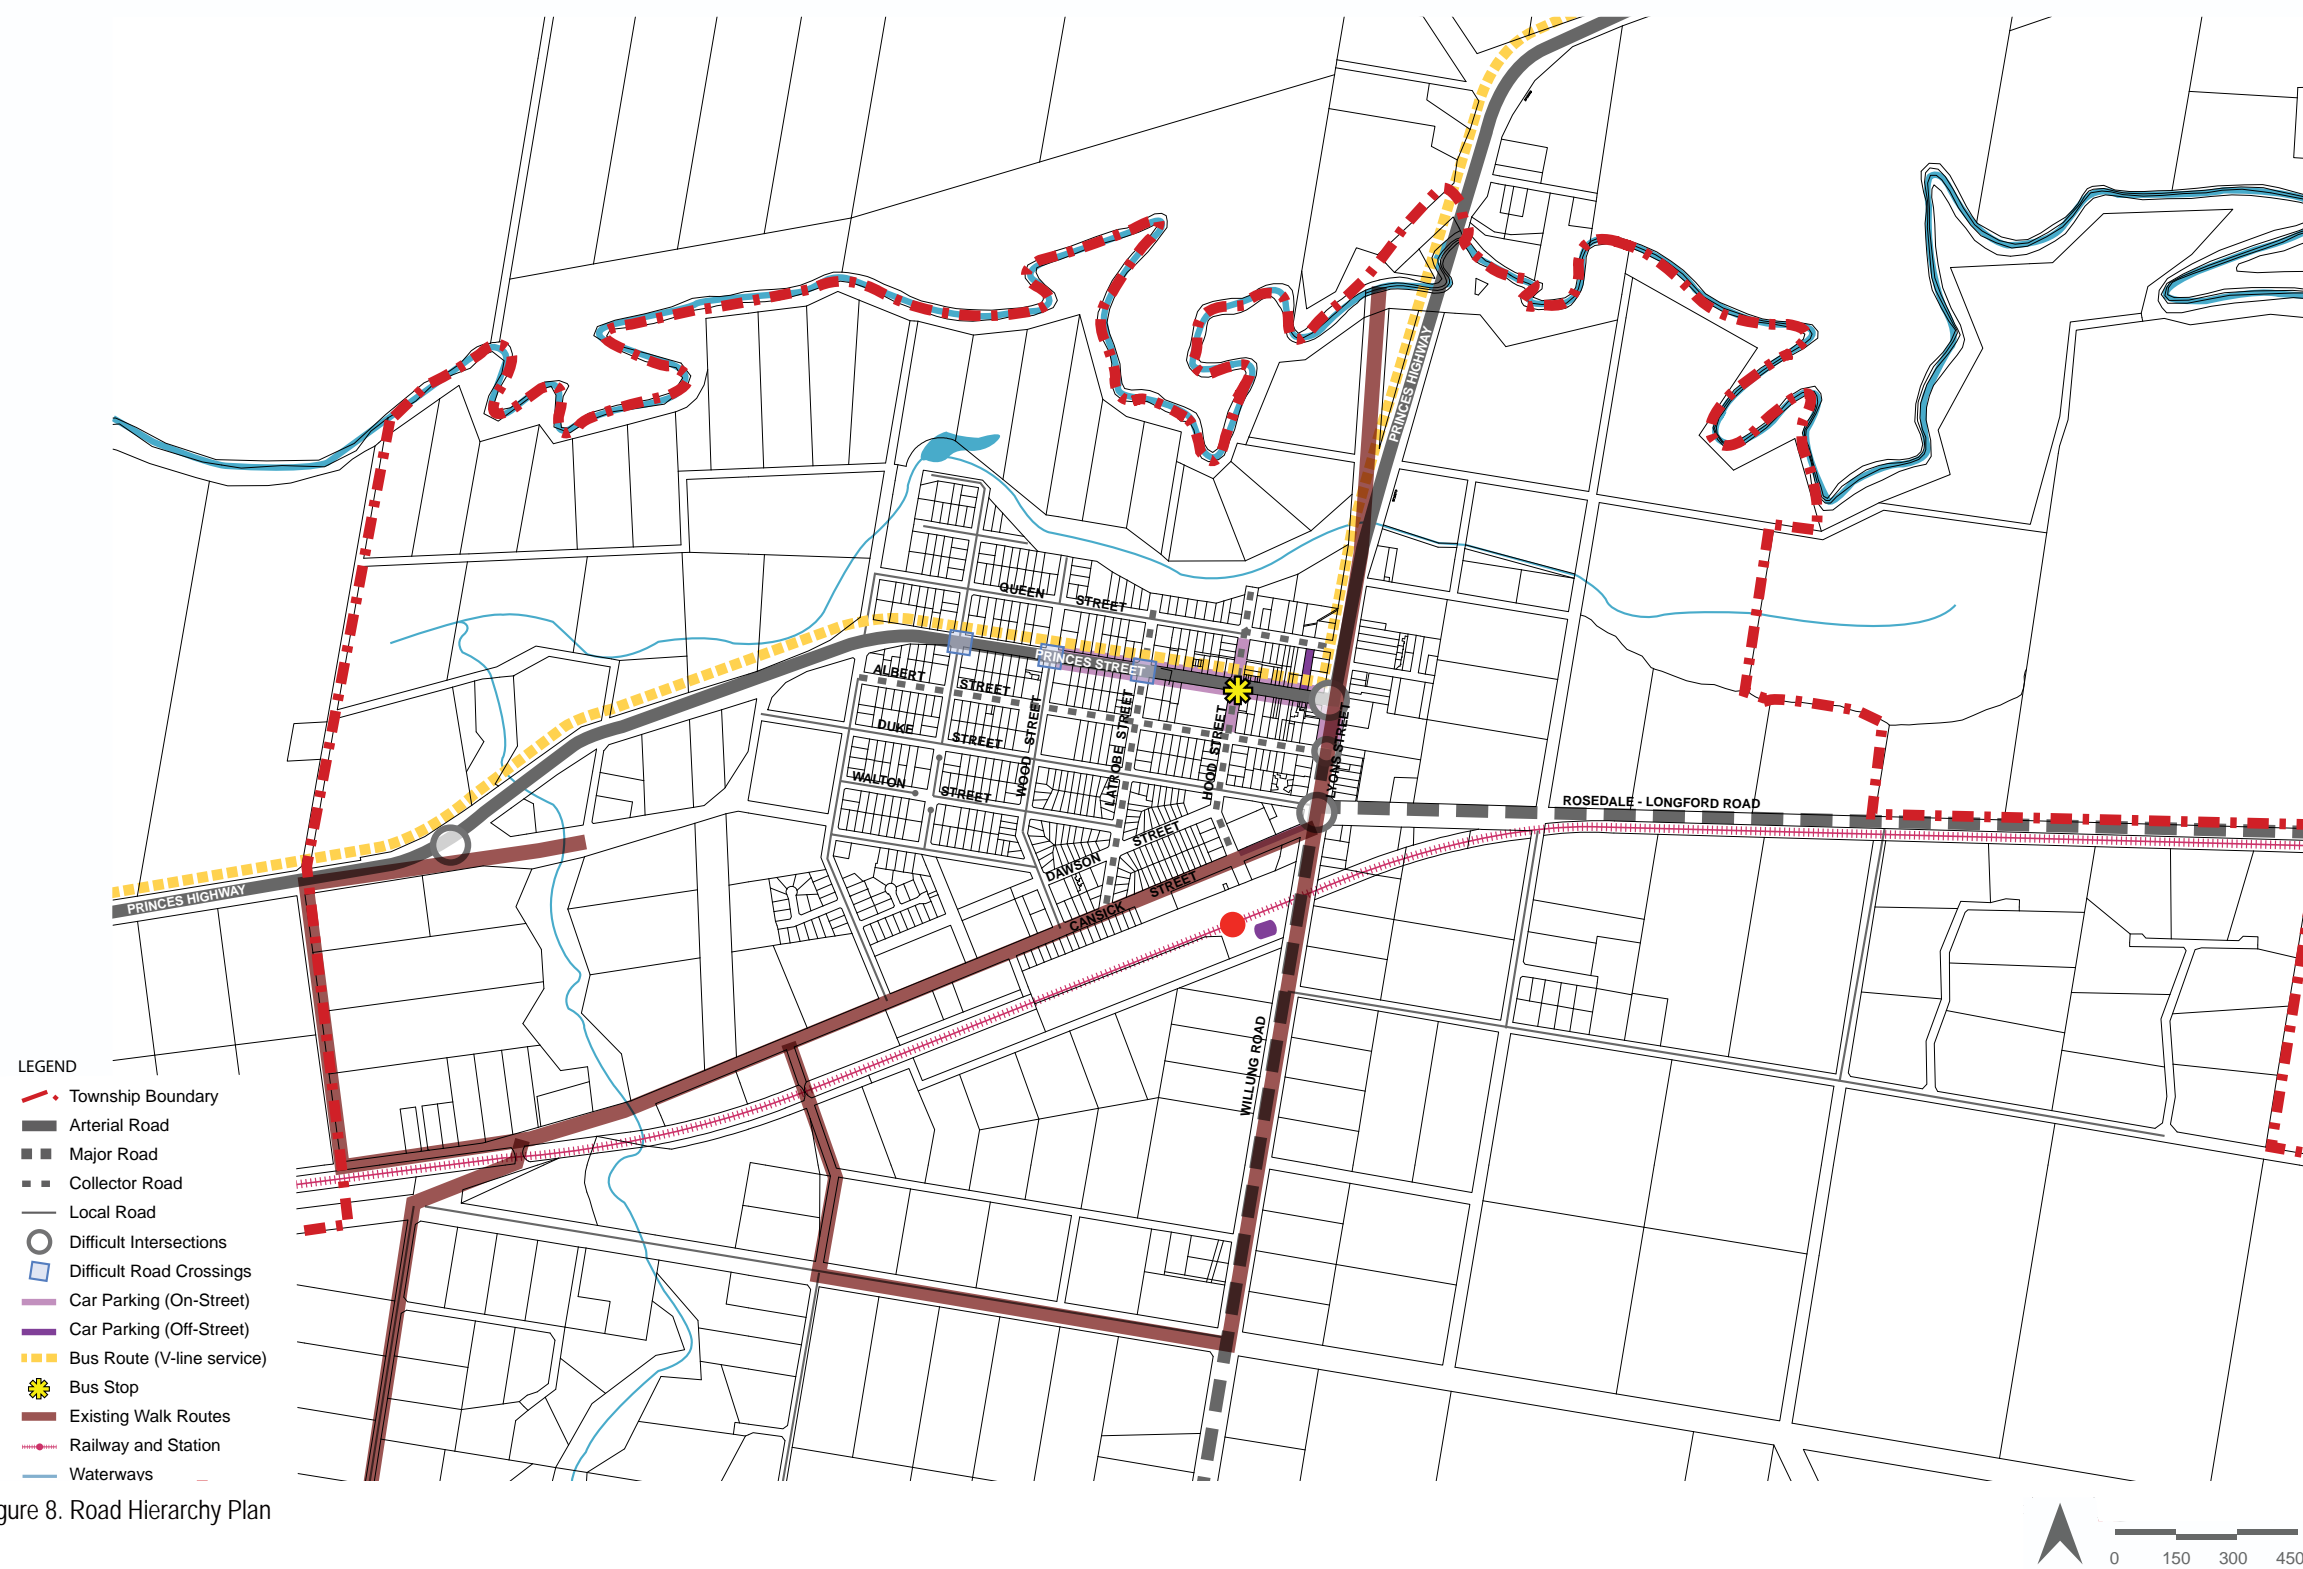 PRINCES HIGHWAY
QUEEN STREET
PRINCES STREET
ALBERT STREET
DUKE STREET
WALTON STREET
WOOD STREET
LATROBE STREET
HOOD STREET
LYONS STREET
ROSEDALE - LONGFORD ROAD
DAWSON STREET
CANSICK STREET
PRINCES HIGHWAY
WILLUNG ROAD
LEGEND
Township Boundary
Arterial Road
Major Road
Collector Road
Local Road
Difficult Intersections
Difficult Road Crossings
Car Parking (On-Street)
Car Parking (Off-Street)
Bus Route (V-line service)
Bus Stop
Existing Walk Routes
Railway and Station
Waterways
gure 8. Road Hierarchy Plan
0 150 300 450